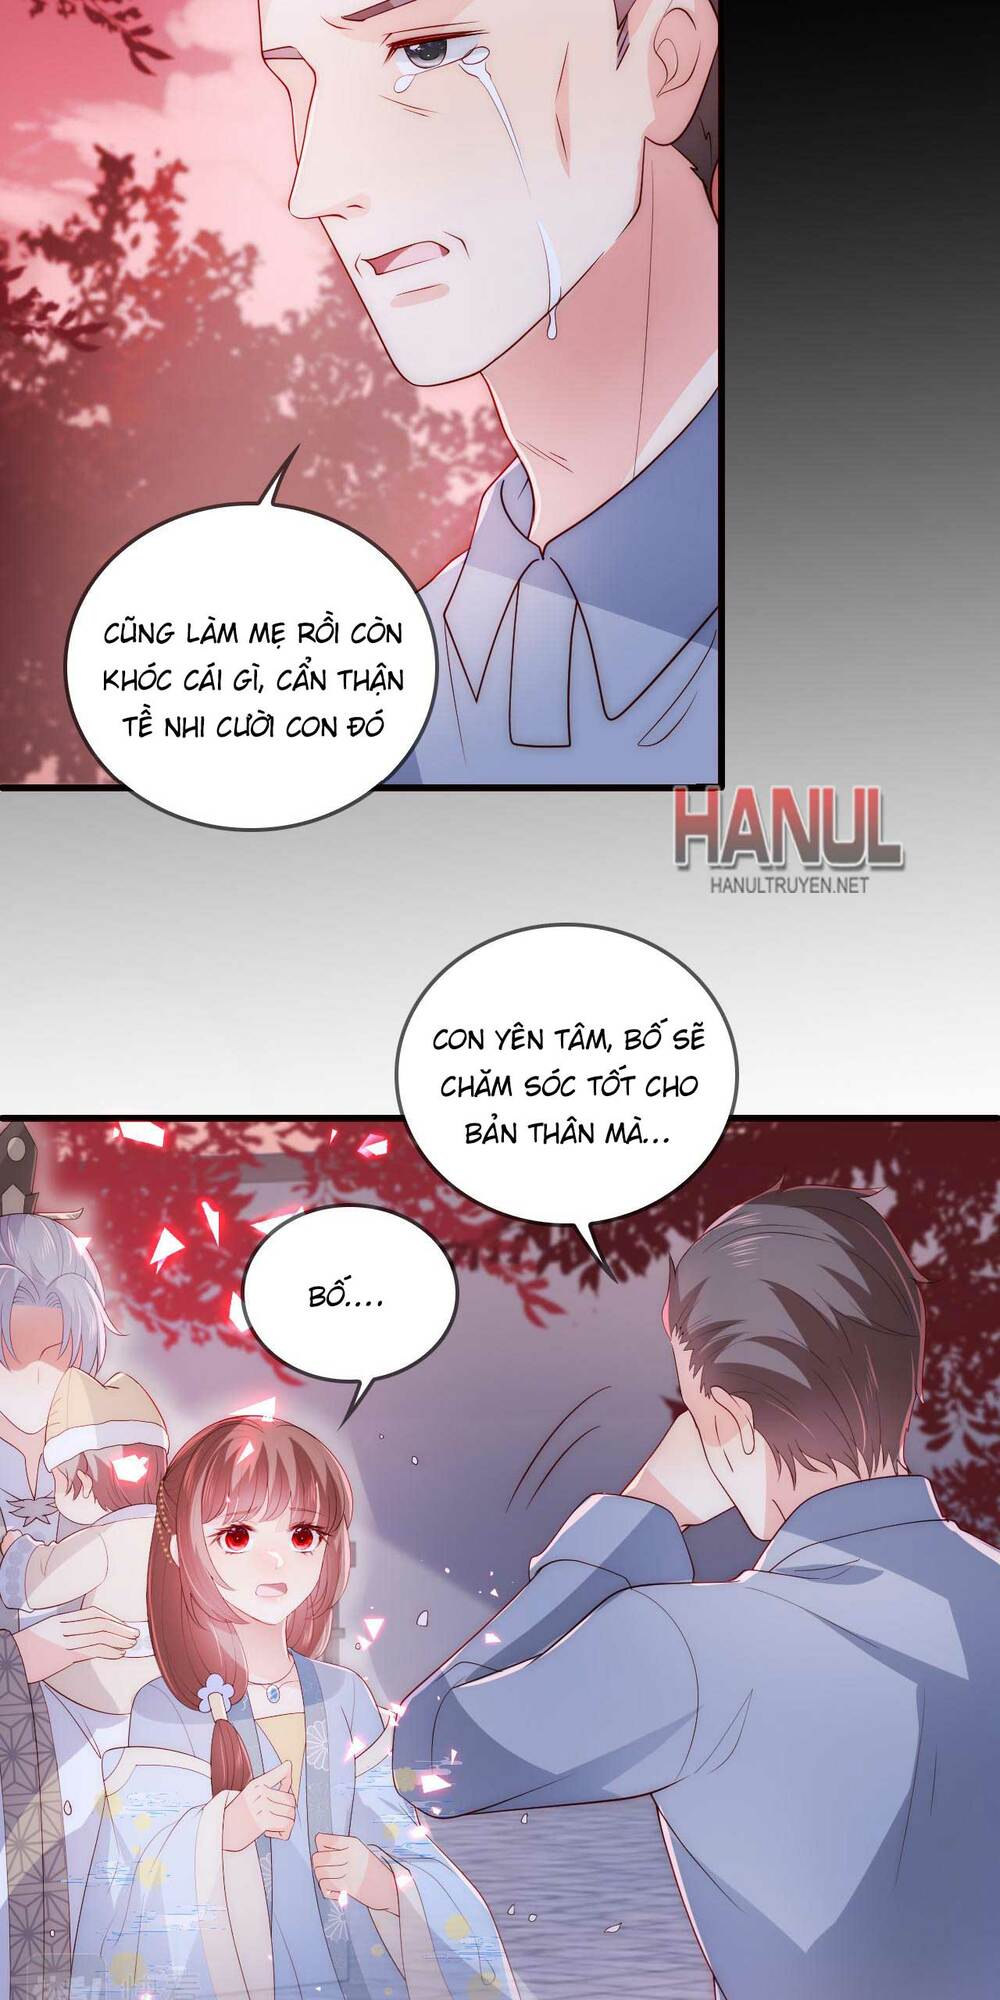 CŨNG LÀM MẸ RỒI CÒN
KHÓC CÁI GÌ, CẨN THẬN
TỀ NHI CƯỜI CON ĐÓ
HANUL
HANULTRUYEN.NET
CON YÊN TÂM, BỐ SẼ
CHĂM SÓC TỐT CHO
BẢN THÂN MÀ...
BỐ....